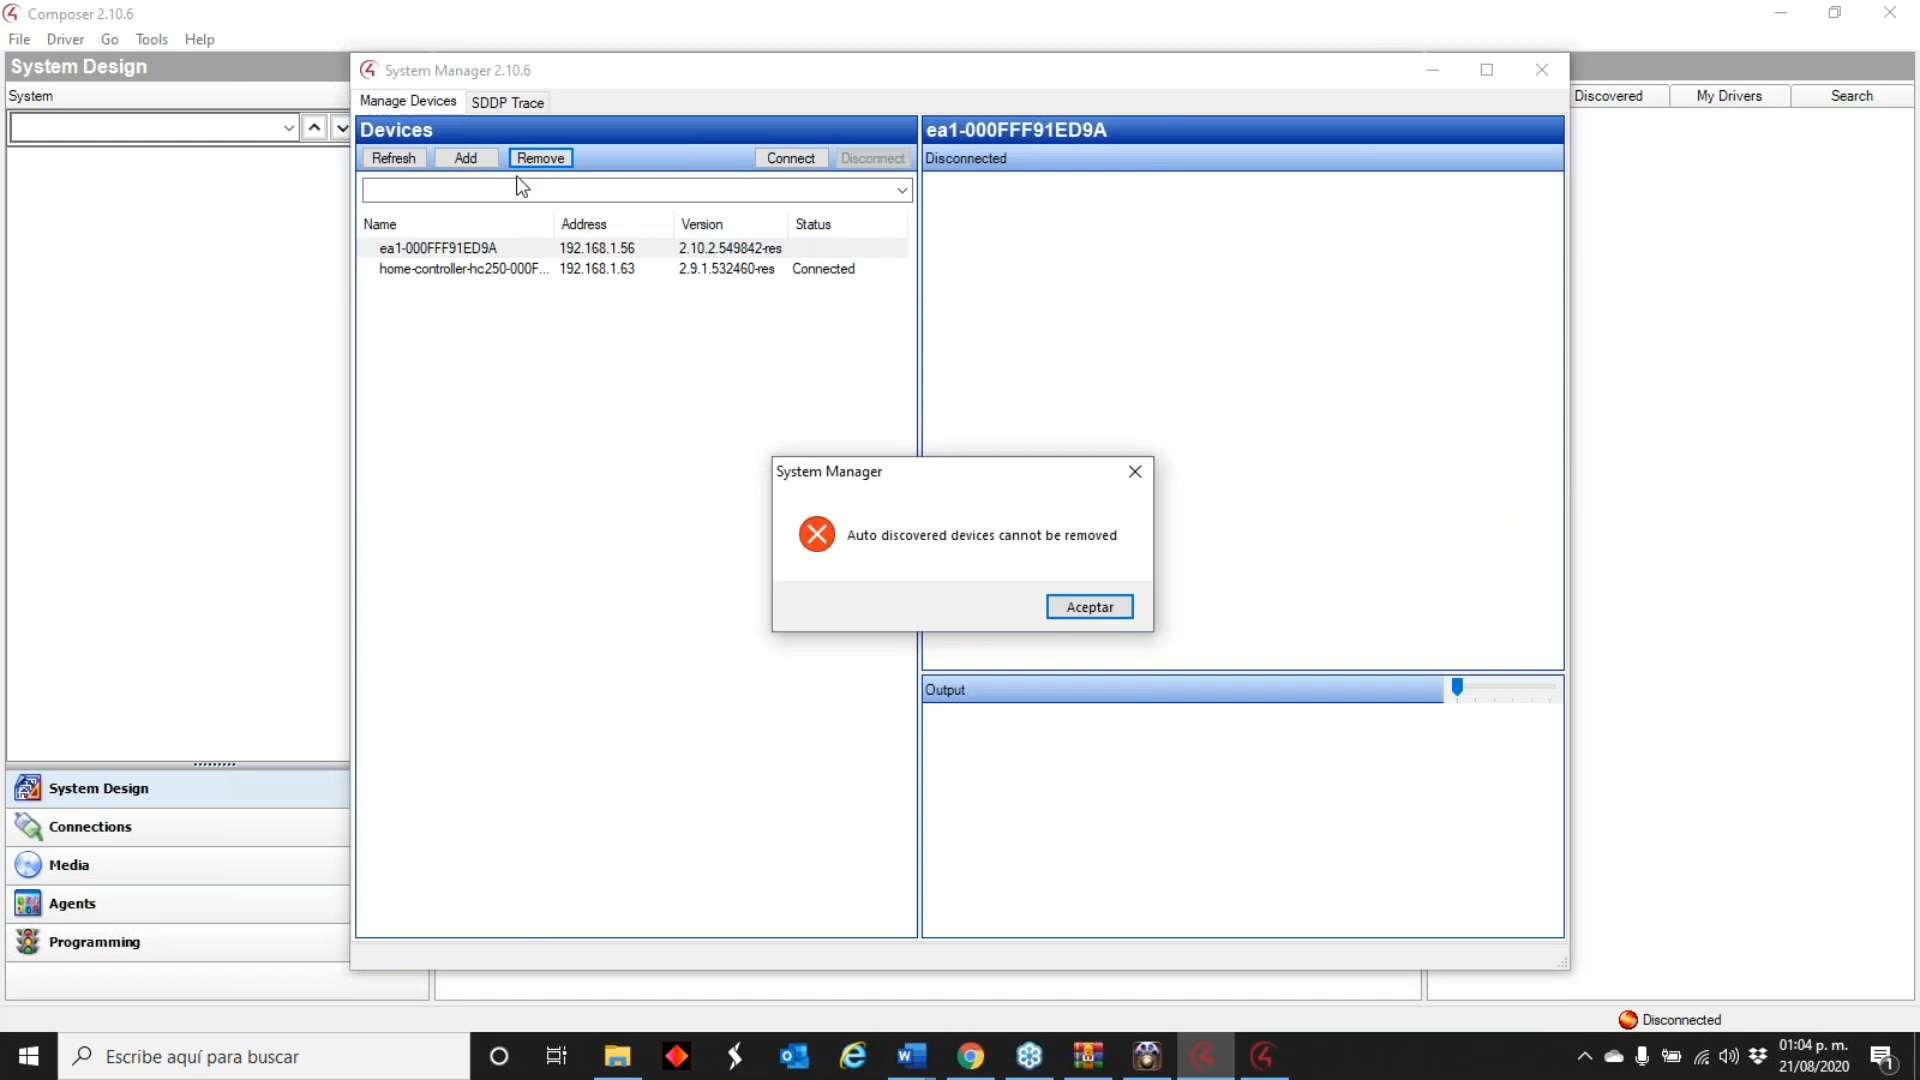 Composer 2.10.6
File Driver Go Tools Help
System Design
System
System Manager 2.10.6
Manage Devices SDDP Trace
Devices
Refresh Add Remove Connect Disconnect
Name Address Version Status
ea1-000FFF91ED9A 192.168.1.56 2.10.2.549842-res
home-controller-hc250-000F... 192.168.1.63 2.9.1.532460-res Connected
ea1-000FFF91ED9A
Disconnected
Discovered My Drivers Search
System Manager
Auto discovered devices cannot be removed
Aceptar
Output
System Design
Connections
Media
Agents
Programming
Disconnected
Escribe aquí para buscar
01:04 p. m.
21/08/2020
1